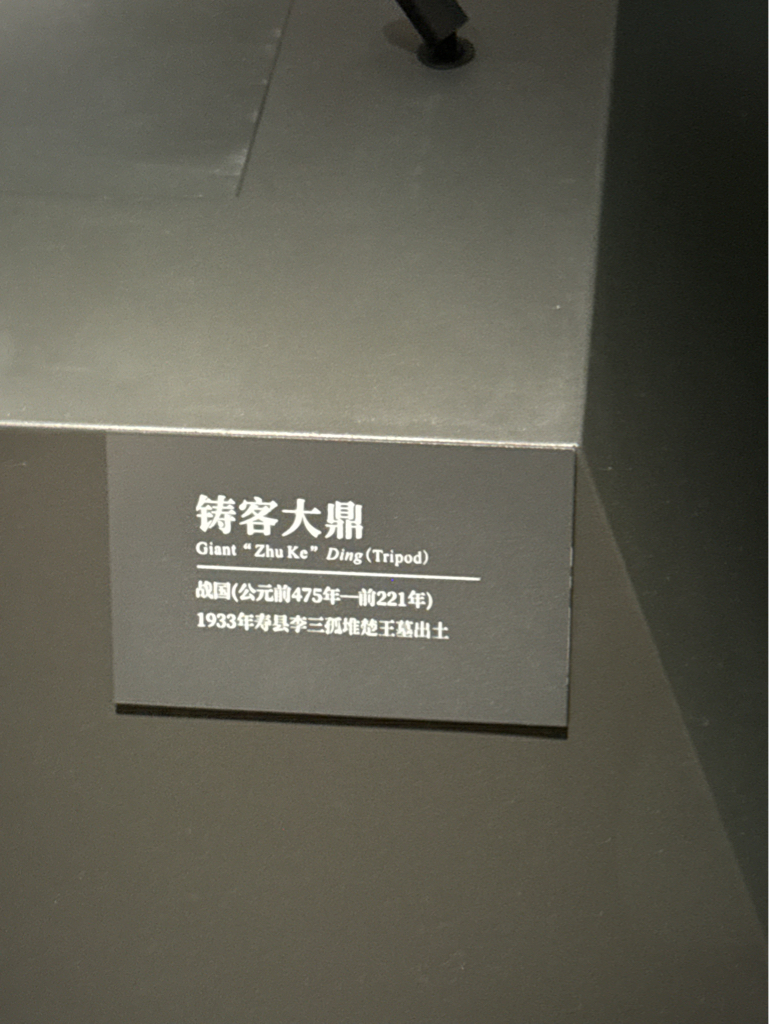 铸客大鼎
Giant “Zhu Ke” Ding (Tripod)
战国(公元前475年—前221年)
1933年寿县李三孤堆楚王墓出土